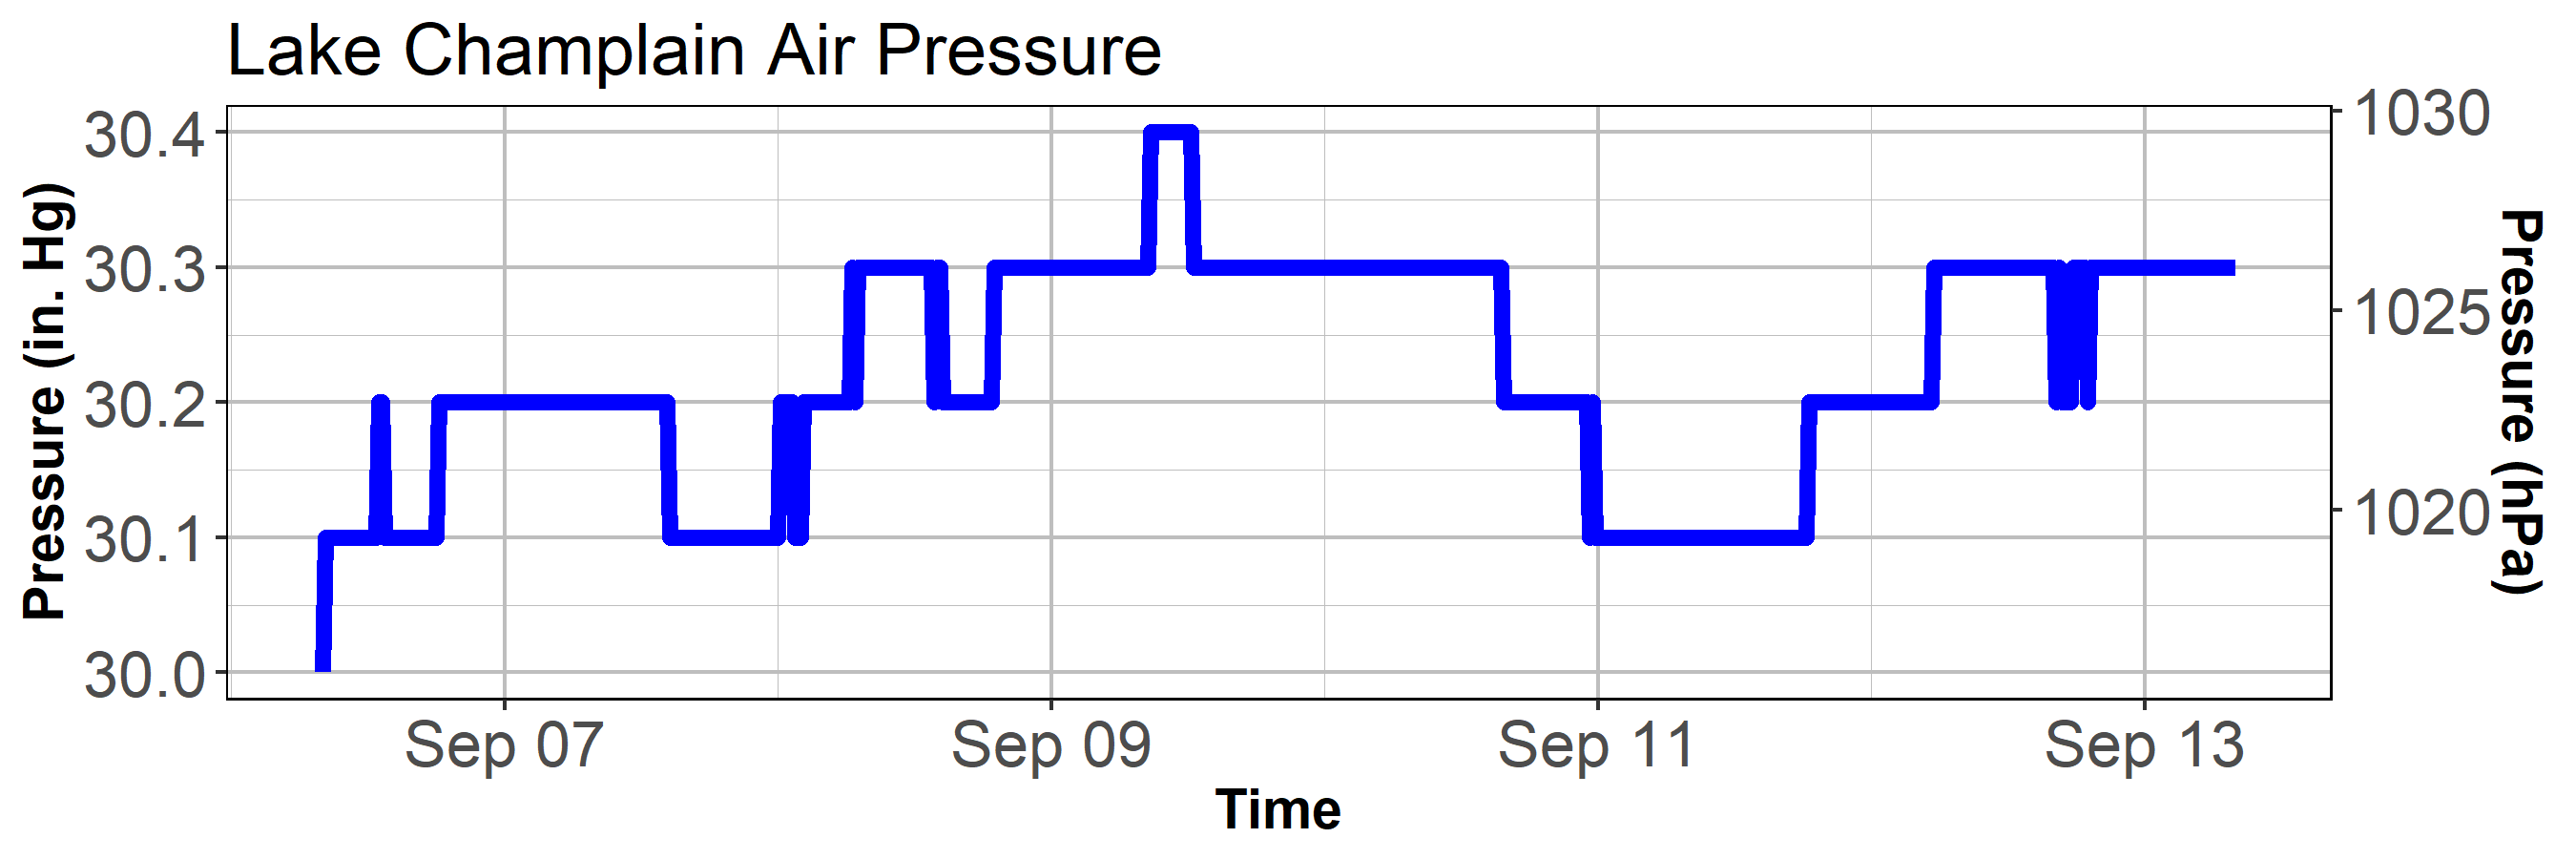 Lake Champlain Air Pressure
30.4
30.3
30.2
30.1
30.0
Pressure (in. Hg)
1030
1025
1020
Pressure (hPa)
Sep 07
Sep 09
Sep 11
Sep 13
Time